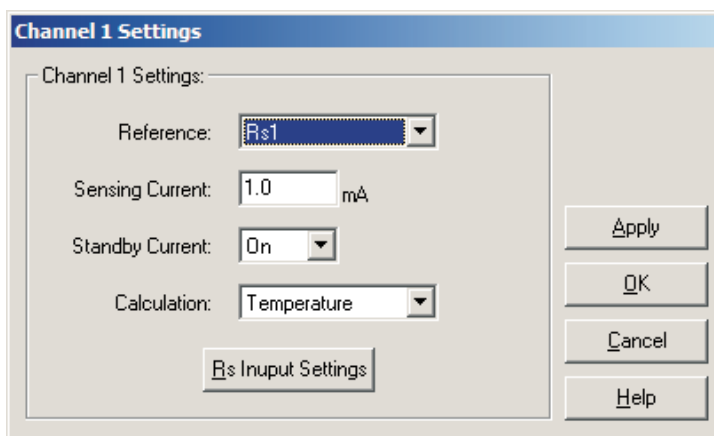 Channel 1 Settings
Channel 1 Settings:
Reference: Rs1
Sensing Current: 1.0 mA
Standby Current: On
Calculation: Temperature
Rs Inuput Settings
Apply
OK
Cancel
Help